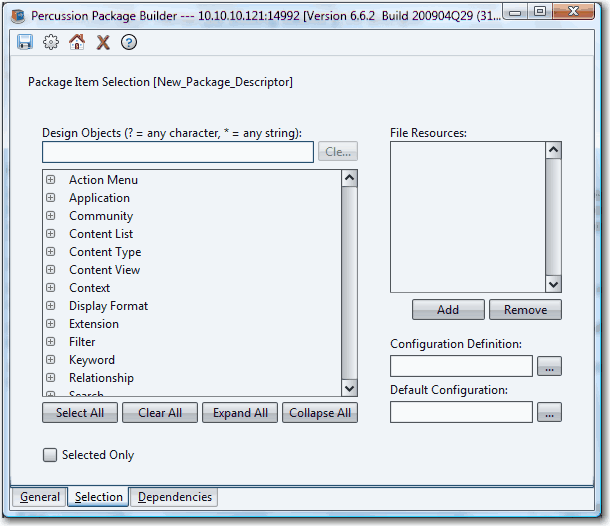 Percussion Package Builder --- 10.10.10.121:14992 [Version 6.6.2 Build 200904Q29 (31...
Package Item Selection [New_Package_Descriptor]
Design Objects (? = any character, * = any string):
Cle...
Action Menu
Application
Community
Content List
Content Type
Content View
Context
Display Format
Extension
Filter
Keyword
Relationship
Search
Select All
Clear All
Expand All
Collapse All
Selected Only
File Resources:
Add
Remove
Configuration Definition:
...
Default Configuration:
...
General
Selection
Dependencies